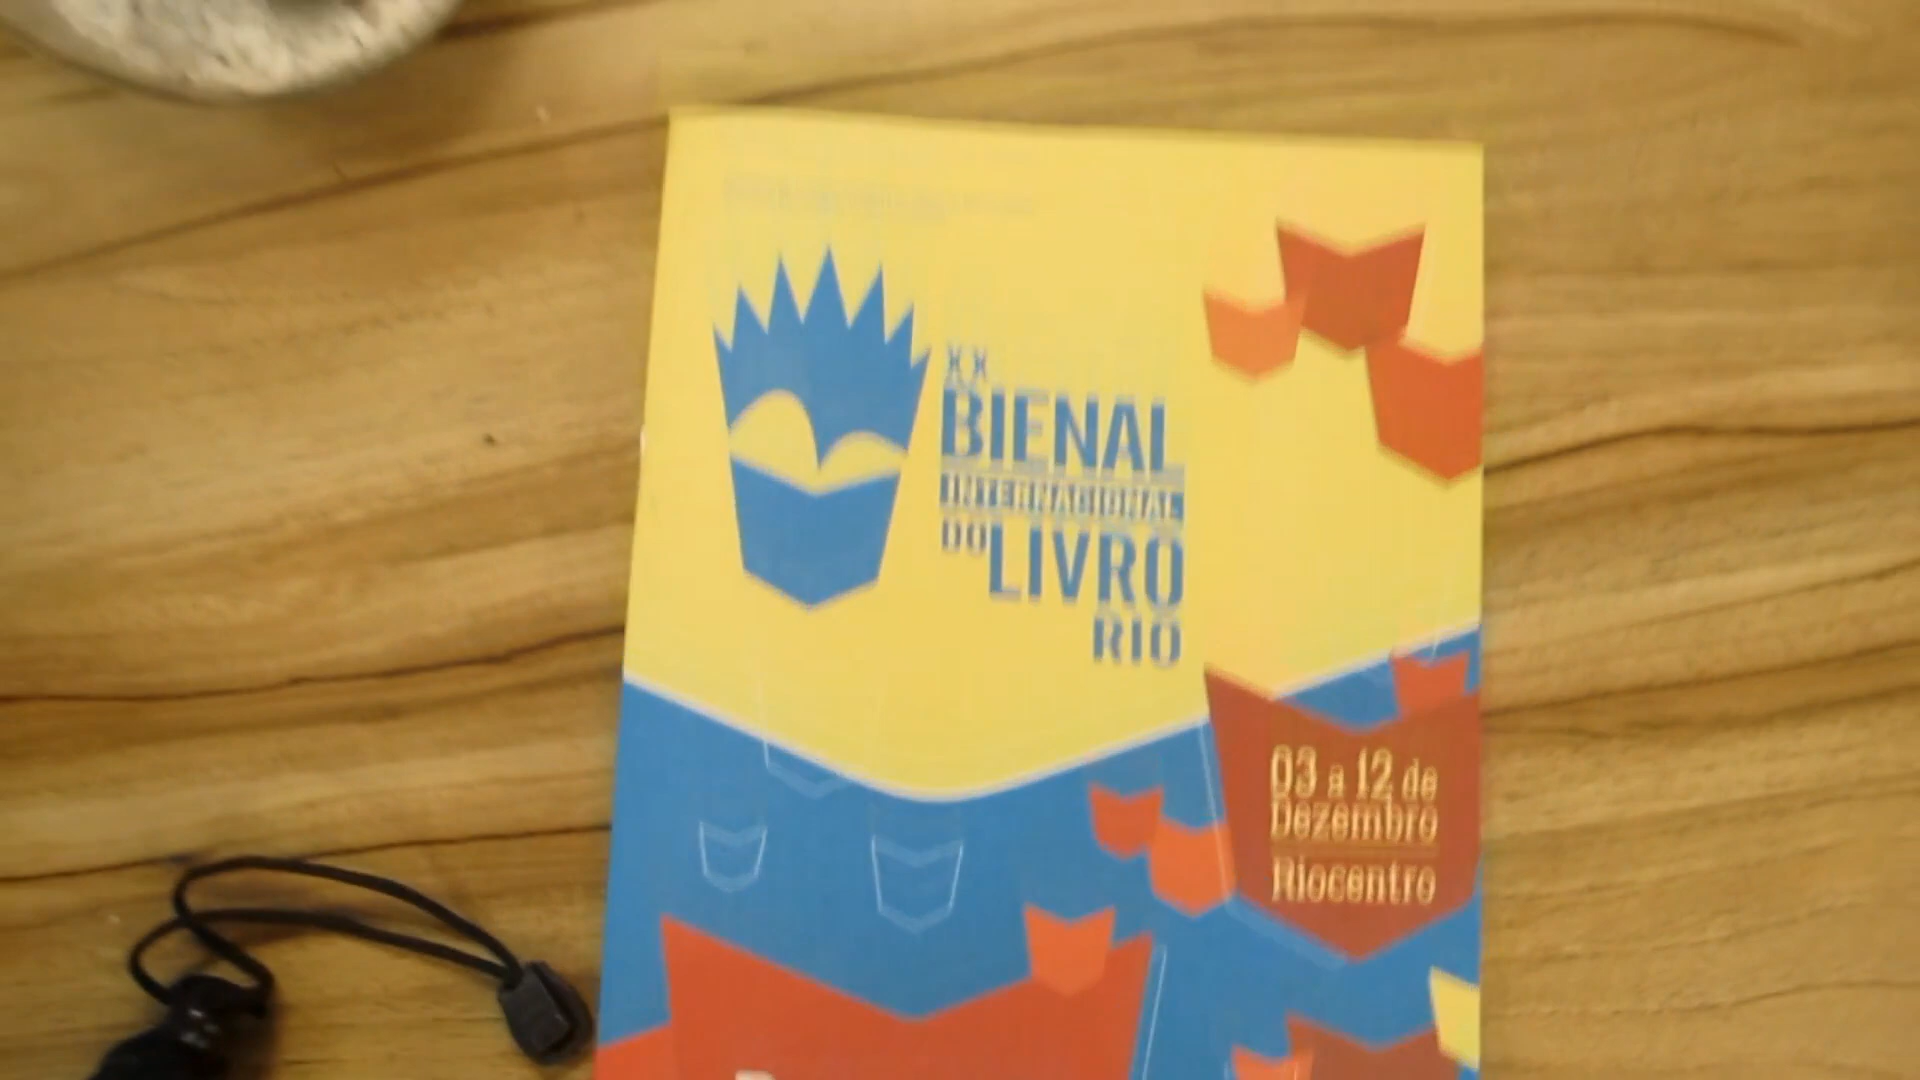 XX
BIENAL
INTERNACIONAL
DO LIVRO
RIO
03 a 12 de
Dezembro
Riocentro